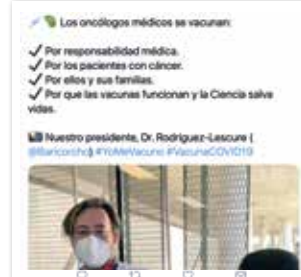 Los oncólogos médicos se vacunan:
Por responsabilidad médica.
Por los pacientes con cáncer.
Por ellos y sus familias.
Por que las vacunas funcionan y la Ciencia salva
vidas.
Nuestro presidente, Dr. Rodríguez-Lescure (
@Baricorcho) #YoMeVacuno #VacunaCOVID19